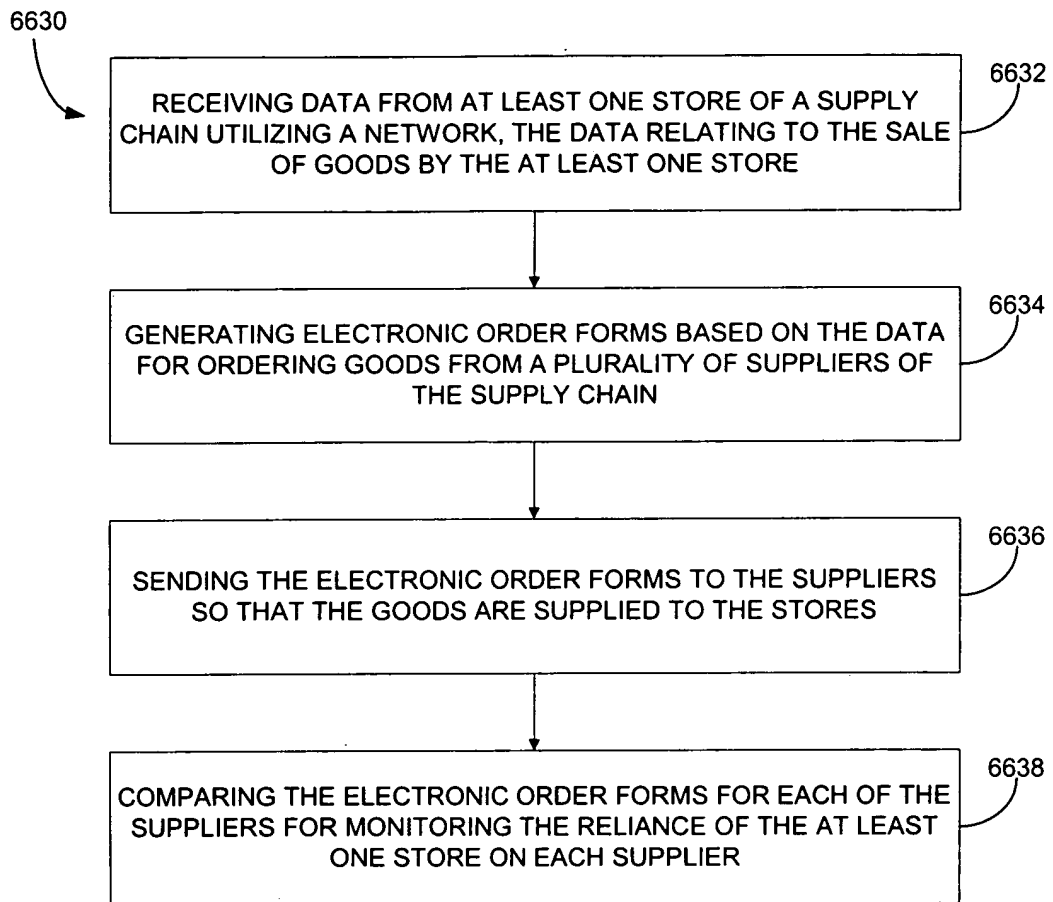 6630
6632
RECEIVING DATA FROM AT LEAST ONE STORE OF A SUPPLY
CHAIN UTILIZING A NETWORK, THE DATA RELATING TO THE SALE
OF GOODS BY THE AT LEAST ONE STORE
6634
GENERATING ELECTRONIC ORDER FORMS BASED ON THE DATA
FOR ORDERING GOODS FROM A PLURALITY OF SUPPLIERS OF
THE SUPPLY CHAIN
6636
SENDING THE ELECTRONIC ORDER FORMS TO THE SUPPLIERS
SO THAT THE GOODS ARE SUPPLIED TO THE STORES
6638
COMPARING THE ELECTRONIC ORDER FORMS FOR EACH OF THE
SUPPLIERS FOR MONITORING THE RELIANCE OF THE AT LEAST
ONE STORE ON EACH SUPPLIER